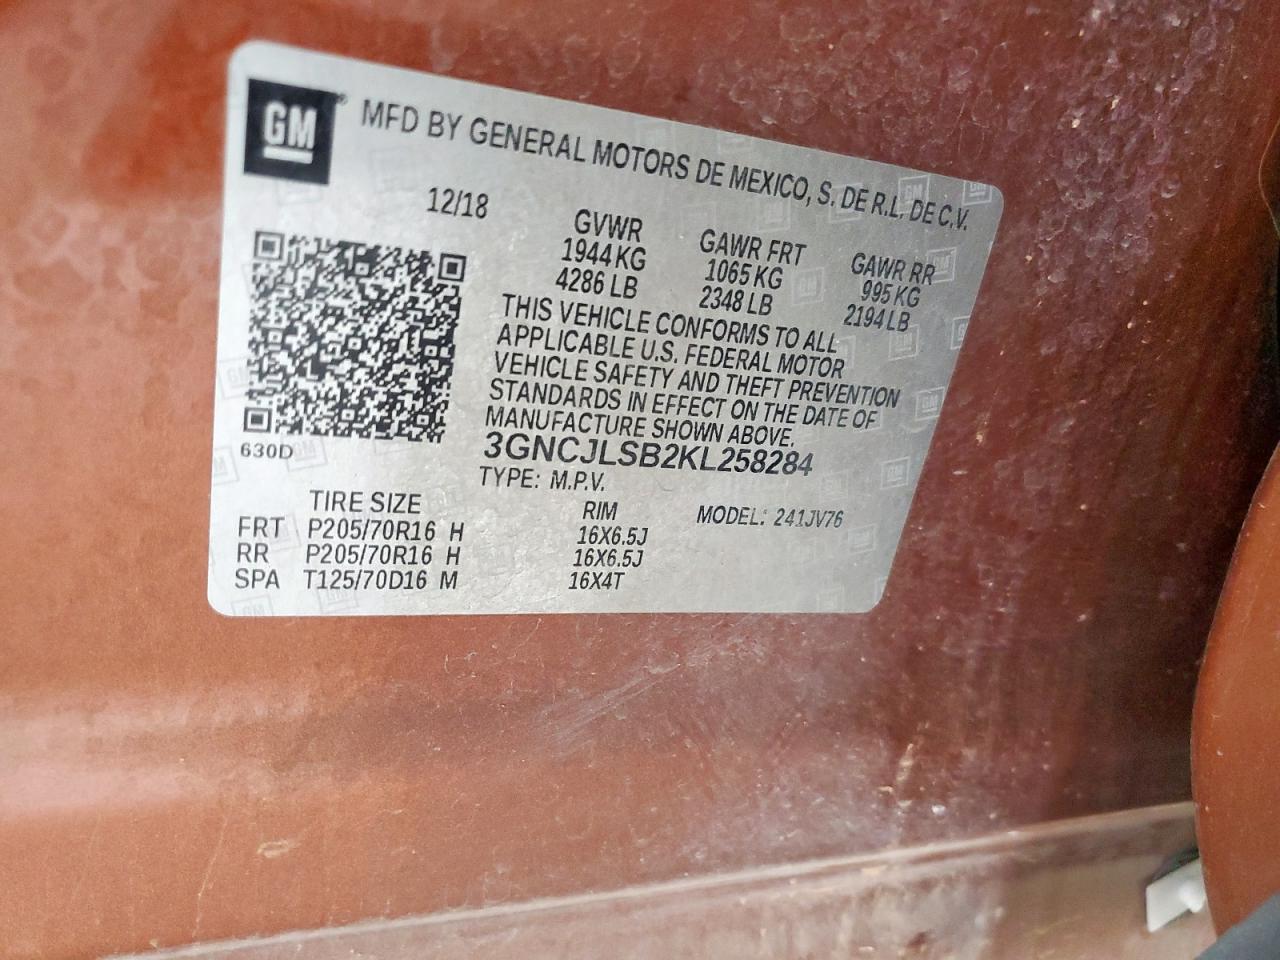 GM® MFD BY GENERAL MOTORS DE MEXICO, S. DE R.L. DE C.V.
12/18
GVWR GAWR FRT GAWR RR
1944 KG 1065 KG 995 KG
4286 LB 2348 LB 2194 LB
THIS VEHICLE CONFORMS TO ALL
APPLICABLE U.S. FEDERAL MOTOR
VEHICLE SAFETY AND THEFT PREVENTION
STANDARDS IN EFFECT ON THE DATE OF
MANUFACTURE SHOWN ABOVE.
630D
3GNCJLSB2KL258284
TYPE: M.P.V.
TIRE SIZE RIM MODEL: 241JV76
FRT P205/70R16 H 16X6.5J
RR P205/70R16 H 16X6.5J
SPA T125/70D16 M 16X4T